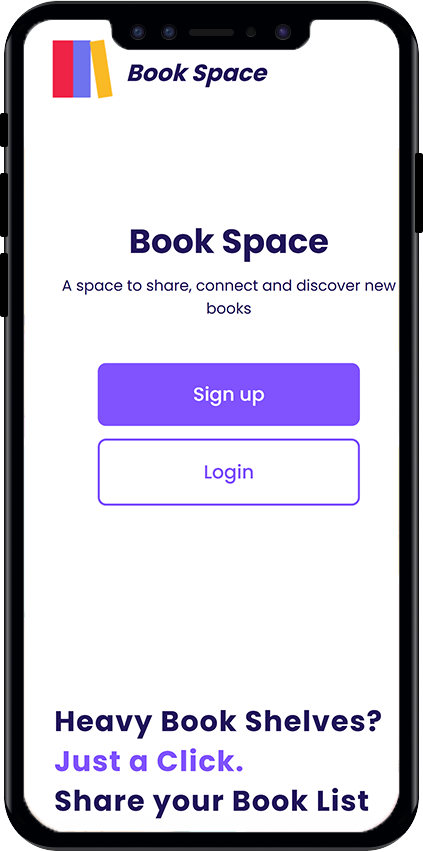 Book Space
Book Space
A space to share, connect and discover new
books
Sign up
Login
Heavy Book Shelves?
Just a Click.
Share your Book List